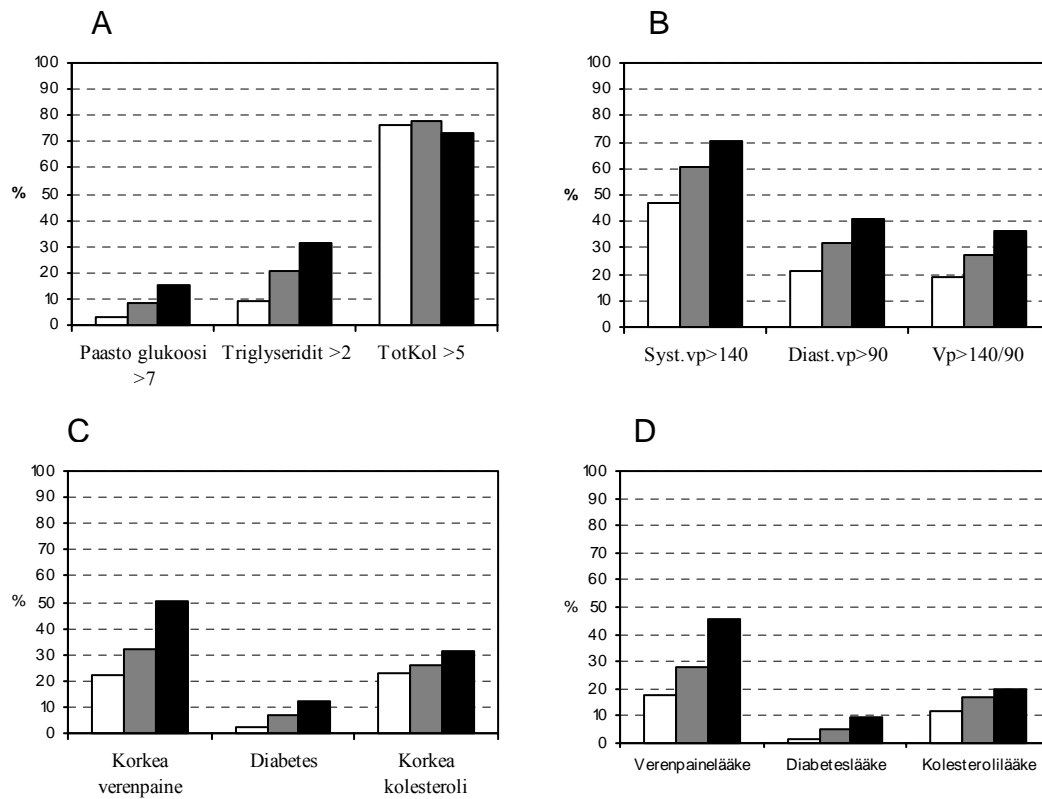 A
100
90
80
70
60
50
40
30
20
10
0
%
Paasto glukoosi
>7
Triglyseridit >2
TotKol >5
B
100
90
80
70
60
50
40
30
20
10
0
%
Syst.vp>140
Diast.vp>90
Vp>140/90
C
100
90
80
70
60
50
40
30
20
10
0
%
Korkea
verenpaine
Diabetes
Korkea
kolesteroli
D
100
90
80
70
60
50
40
30
20
10
0
%
Verenpainelääke
Diabeteslääke
Kolesterolilääke